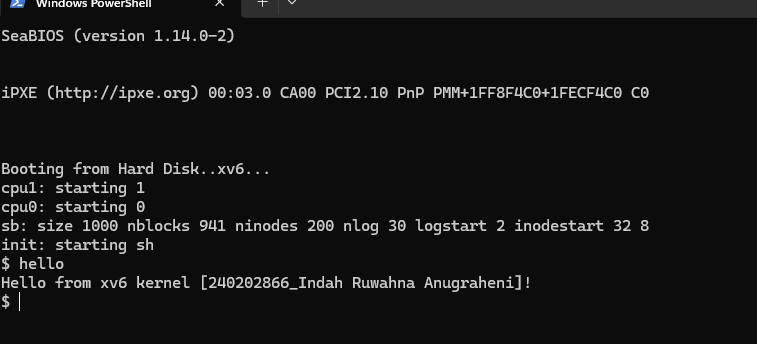 Windows PowerShell
SeaBIOS (version 1.14.0-2)
iPXE (http://ipxe.org) 00:03.0 CA00 PCI2.10 PnP PMM+1FF8F4C0+1FECF4C0 C0
Booting from Hard Disk..xv6...
cpu1: starting 1
cpu0: starting 0
sb: size 1000 nblocks 941 ninodes 200 nlog 30 logstart 2 inodestart 32 8
init: starting sh
$ hello
Hello from xv6 kernel [240202866_Indah Ruwahna Anugraheni]!
$